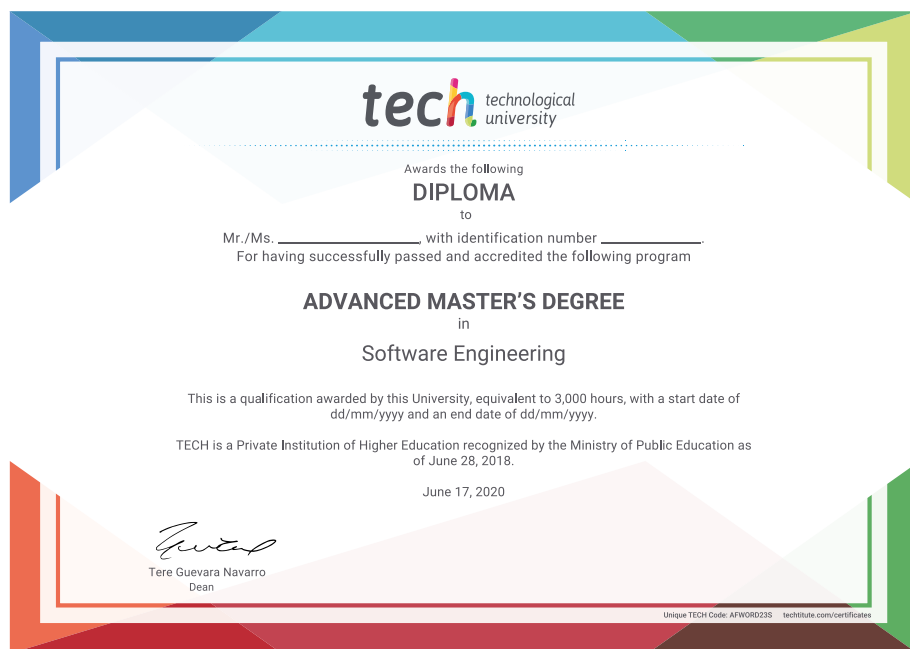 tech technological
university
Awards the following
DIPLOMA
to
Mr./Ms. ____________________, with identification number ______________.
For having successfully passed and accredited the following program
ADVANCED MASTER’S DEGREE
in
Software Engineering
This is a qualification awarded by this University, equivalent to 3,000 hours, with a start date of
dd/mm/yyyy and an end date of dd/mm/yyyy.
TECH is a Private Institution of Higher Education recognized by the Ministry of Public Education as
of June 28, 2018.
June 17, 2020
Tere Guevara Navarro
Dean
Unique TECH Code: AFWORD23S techtitute.com/certificates